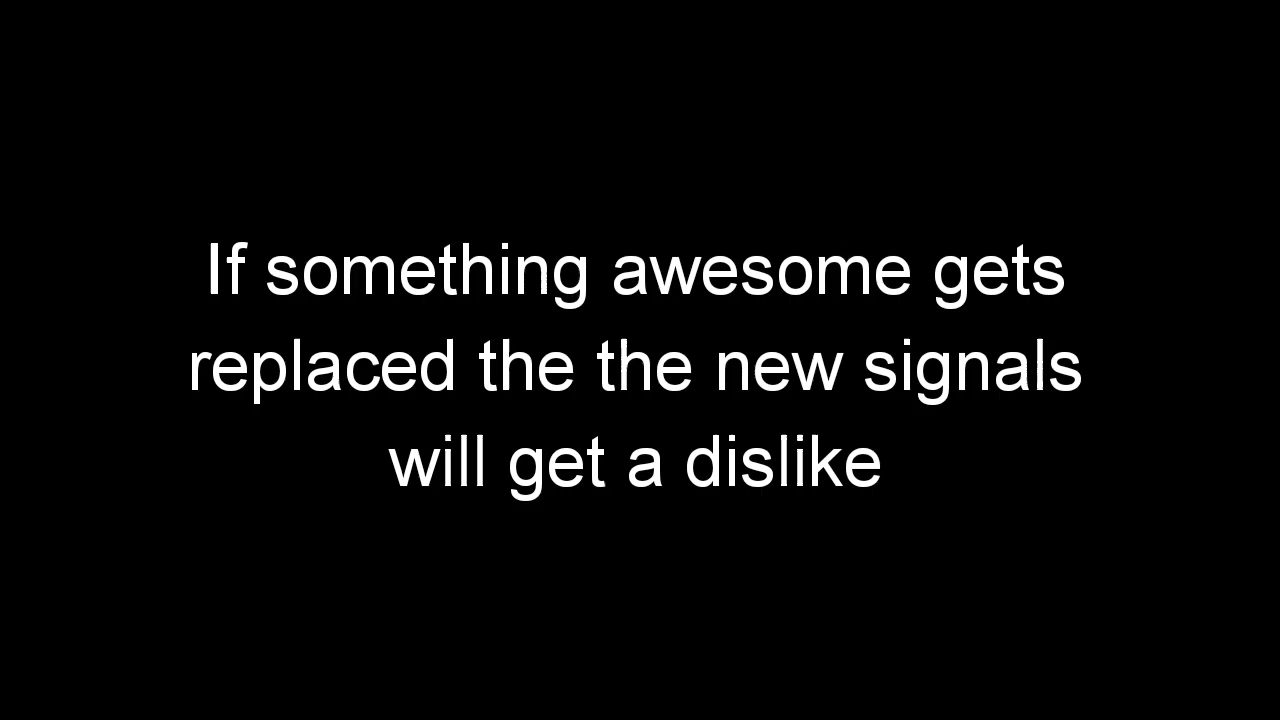 If something awesome gets
replaced the the new signals
will get a dislike